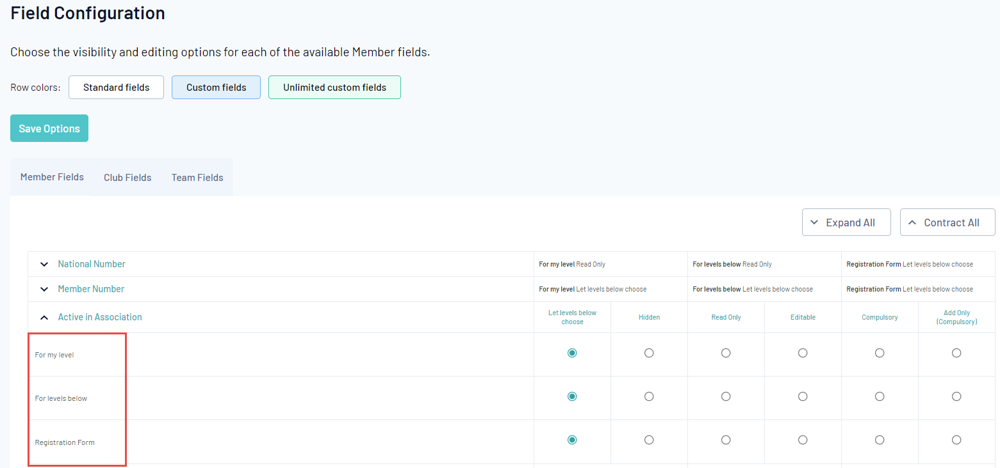 Field Configuration
Choose the visibility and editing options for each of the available Member fields.
Row colors: Standard fields Custom fields Unlimited custom fields
Save Options
Member Fields Club Fields Team Fields
Expand All Contract All
National Number For my level Read Only For levels below Read Only Registration Form Let levels below choose
Member Number For my level Let levels below choose For levels below Let levels below choose Registration Form Let levels below choose
Active in Association Let levels below choose Hidden Read Only Editable Compulsory Add Only (Compulsory)
For my level
For levels below
Registration Form